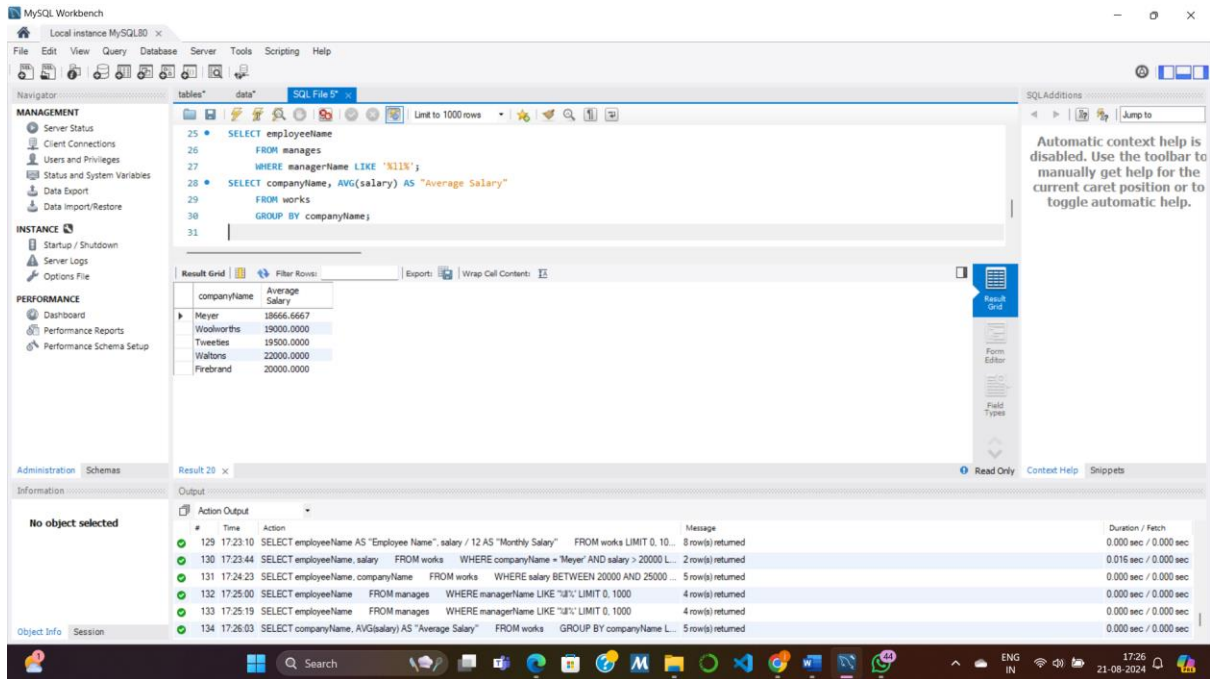 MySQL Workbench
Local instance MySQL80
File Edit View Query Database Server Tools Scripting Help
Navigator
tables*
data*
SQL File 5*
SQLAdditions
MANAGEMENT
Server Status
Client Connections
Users and Privileges
Status and System Variables
Data Export
Data Import/Restore
INSTANCE
Startup / Shutdown
Server Logs
Options File
PERFORMANCE
Dashboard
Performance Reports
Performance Schema Setup
Administration Schemas
Limit to 1000 rows
25 SELECT employeeName
26 FROM manages
27 WHERE managerName LIKE '%ll%';
28 SELECT companyName, AVG(salary) AS "Average Salary"
29 FROM works
30 GROUP BY companyName;
31
Result Grid Filter Rows: Export: Wrap Cell Content:
companyName Average Salary
Meyer 18666.6667
Woolworths 19000.0000
Tweeties 19500.0000
Waltons 22000.0000
Firebrand 20000.0000
Result Grid
Form Editor
Field Types
Result 20
Read Only
Jump to
Automatic context help is
disabled. Use the toolbar to
manually get help for the
current caret position or to
toggle automatic help.
Context Help Snippets
Information
No object selected
Object Info Session
Output
Action Output
# Time Action Message Duration / Fetch
129 17:23:10 SELECT employeeName AS "Employee Name", salary / 12 AS "Monthly Salary" FROM works LIMIT 0, 10... 8 row(s) returned 0.000 sec / 0.000 sec
130 17:23:44 SELECT employeeName, salary FROM works WHERE companyName = 'Meyer' AND salary > 20000 L... 2 row(s) returned 0.016 sec / 0.000 sec
131 17:24:23 SELECT employeeName, companyName FROM works WHERE salary BETWEEN 20000 AND 25000 ... 5 row(s) returned 0.000 sec / 0.000 sec
132 17:25:00 SELECT employeeName FROM manages WHERE managerName LIKE "%ll%" LIMIT 0, 1000 4 row(s) returned 0.000 sec / 0.000 sec
133 17:25:19 SELECT employeeName FROM manages WHERE managerName LIKE '%ll%' LIMIT 0, 1000 4 row(s) returned 0.000 sec / 0.000 sec
134 17:26:03 SELECT companyName, AVG(salary) AS "Average Salary" FROM works GROUP BY companyName L... 5 row(s) returned 0.000 sec / 0.000 sec
1
Search
44
ENG
IN
17:26
21-08-2024